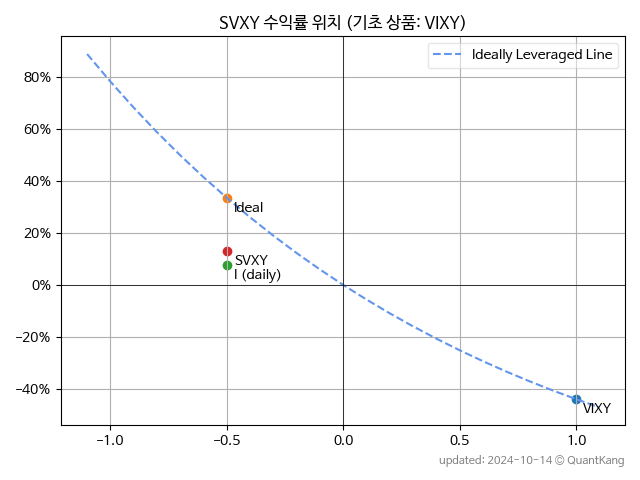 SVXY 수익률 위치 (기초 상품: VIXY)
Ideally Leveraged Line
80%
60%
40%
20%
0%
−20%
−40%
Ideal
SVXY
I (daily)
VIXY
−1.0
−0.5
0.0
0.5
1.0
updated: 2024-10-14 © QuantKang